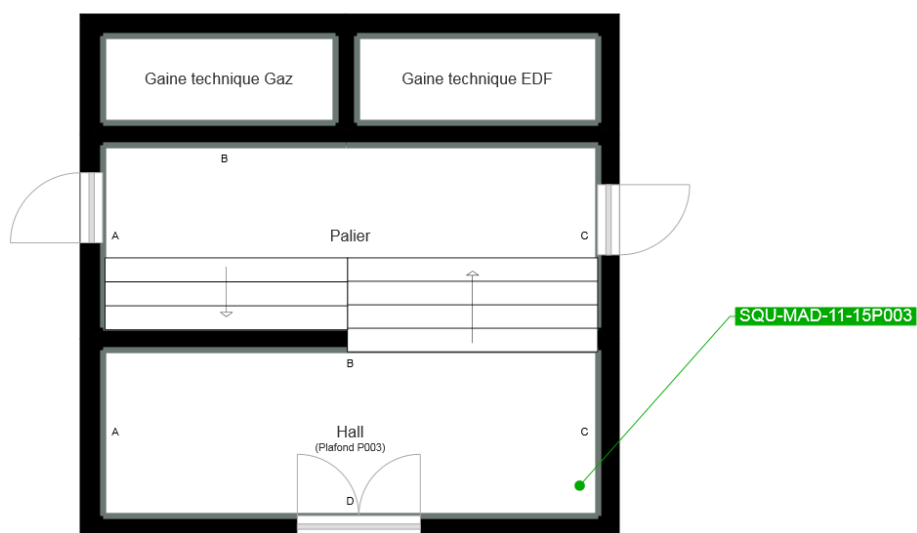 Gaine technique Gaz
Gaine technique EDF
B
A
Palier
C
SQU-MAD-11-15P003
B
A
Hall
C
(Plafond P003)
D